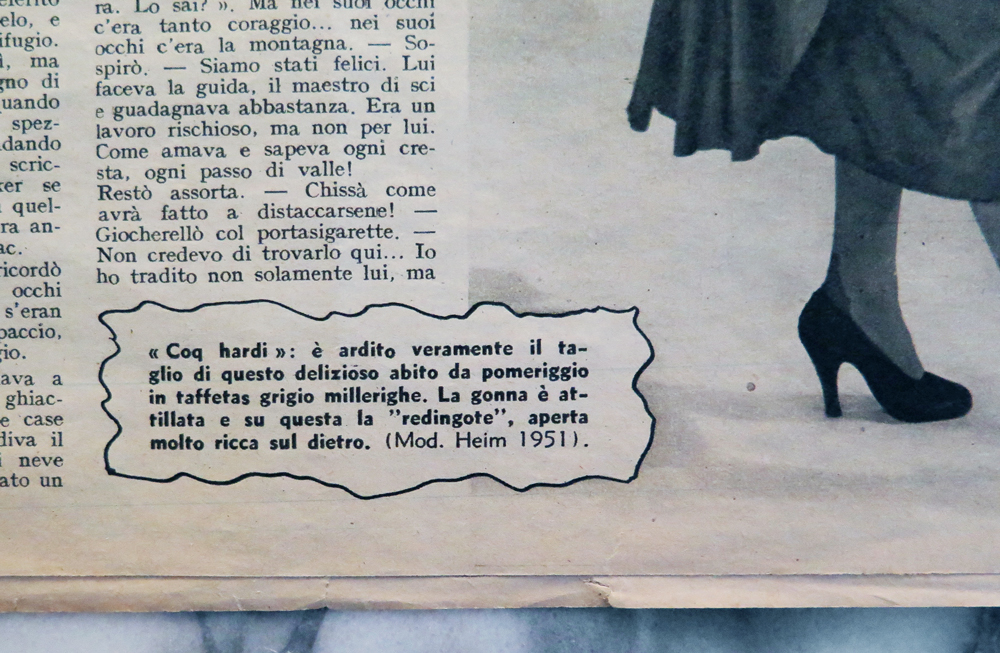 elo, e
ifugio.
ma
gno di
uando
spez-
dando
scric-
ker se
quel-
ra an-
ac.
ricordò
occhi
s'eran
paccio,
gio.
ava a
ghiac-
e case
diva il
i neve
ato un
ra. Lo sai? ». Ma nei suoi occhi
c'era tanto coraggio... nei suoi
occhi c'era la montagna. — So-
spirò. — Siamo stati felici. Lui
faceva la guida, il maestro di sci
e guadagnava abbastanza. Era un
lavoro rischioso, ma non per lui.
Come amava e sapeva ogni cre-
sta, ogni passo di valle!
Restò assorta. — Chissà come
avrà fatto a distaccarsene! —
Giocherellò col portasigarette. —
Non credevo di trovarlo qui... Io
ho tradito non solamente lui, ma
« Coq hardi »: è ardito veramente il ta-
glio di questo delizioso abito da pomeriggio
in taffetas grigio millerighe. La gonna è at-
tillata e su questa la "redingote", aperta
molto ricca sul dietro. (Mod. Heim 1951).